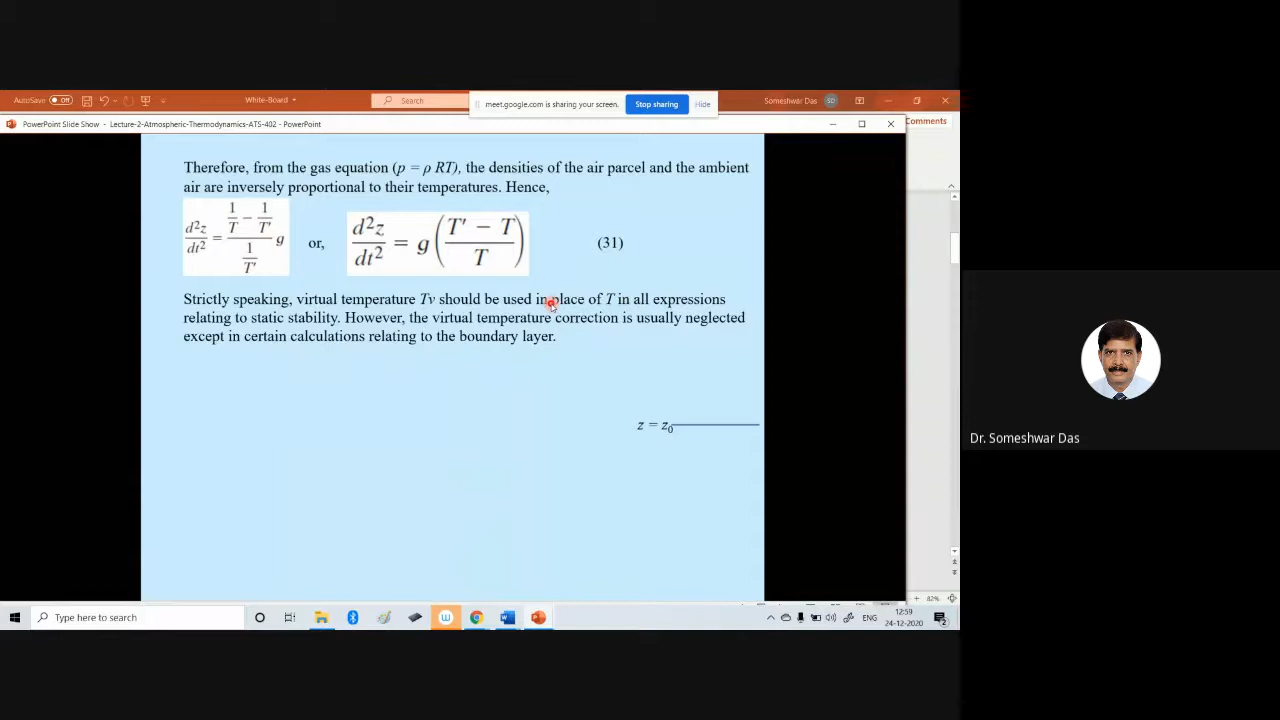 AutoSave Off
White-Board
Search
Someshwar Das SD
meet.google.com is sharing your screen. Stop sharing Hide
PowerPoint Slide Show - Lecture-2-Atmospheric-Thermodynamics-ATS-402 - PowerPoint
Comments
Therefore, from the gas equation (p = ρ RT), the densities of the air parcel and the ambient
air are inversely proportional to their temperatures. Hence,
d²z/dt² = (1/T − 1/T′)/(1/T′) g or, d²z/dt² = g (T′ − T / T) (31)
Strictly speaking, virtual temperature Tv should be used in place of T in all expressions
relating to static stability. However, the virtual temperature correction is usually neglected
except in certain calculations relating to the boundary layer.
z = z₀
Dr. Someshwar Das
82%
Type here to search
W
ENG
12:59
24-12-2020
2